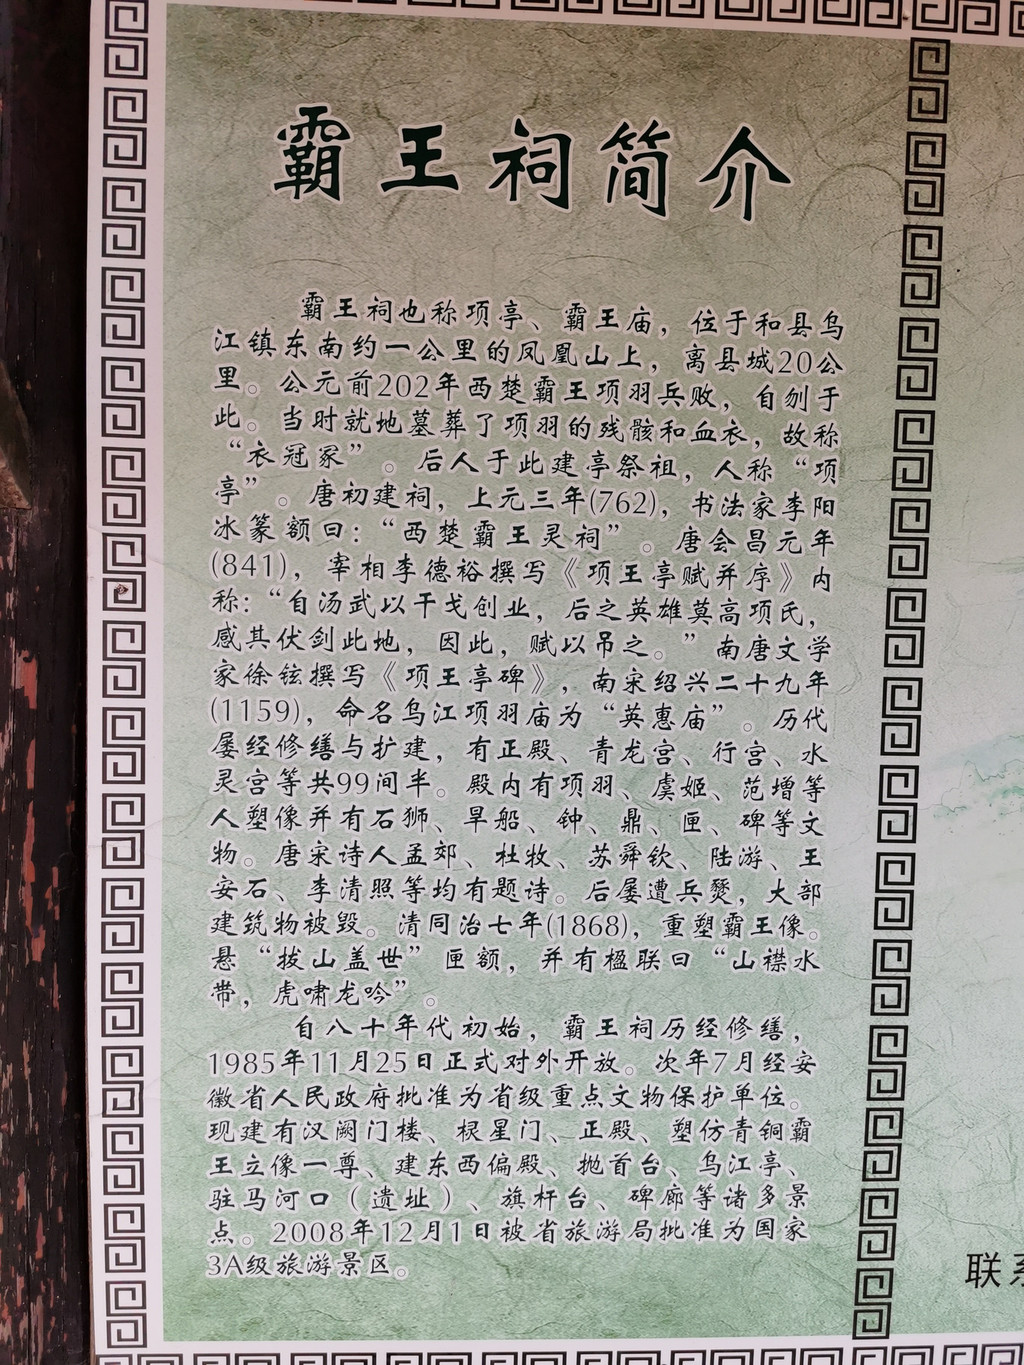 霸王祠简介
霸王祠也称项亭、霸王庙，位于和县乌
江镇东南约一公里的凤凰山上，离县城20公
里。公元前202年西楚霸王项羽兵败，自刎于
此。当时就地墓葬了项羽的残骸和血衣，故称
“衣冠冢”。后人于此建亭祭祖，人称“项
亭”。唐初建祠，上元三年(762)，书法家李阳
冰篆额曰：“西楚霸王灵祠”。唐会昌元年
(841)，宰相李德裕撰写《项王亭赋并序》内
称：“自汤武以干戈创业，后之英雄莫高项氏，
感其伏剑此地，因此，赋以吊之。”南唐文学
家徐铉撰写《项王亭碑》，南宋绍兴二十九年
(1159)，命名乌江项羽庙为“英惠庙”。历代
屡经修缮与扩建，有正殿、青龙宫、行宫、水
灵宫等共99间半。殿内有项羽、虞姬、范增等
人塑像并有石狮、旱船、钟、鼎、匣、碑等文
物。唐宋诗人孟郊、杜牧、苏舜钦、陆游、王
安石、李清照等均有题诗。后屡遭兵燹，大部
建筑物被毁。清同治七年(1868)，重塑霸王像。
悬“拔山盖世”匣额，并有楹联曰“山襟水
带，虎啸龙吟”。
自八十年代初始，霸王祠历经修缮，
1985年11月25日正式对外开放。次年7月经安
徽省人民政府批准为省级重点文物保护单位。
现建有汉阙门楼、棂星门、正殿、塑仿青铜霸
王立像一尊、建东西偏殿、抛首台、乌江亭、
驻马河口（遗址）、旗杆台、碑廊等诸多景
点。2008年12月1日被省旅游局批准为国家
3A级旅游景区。
联系